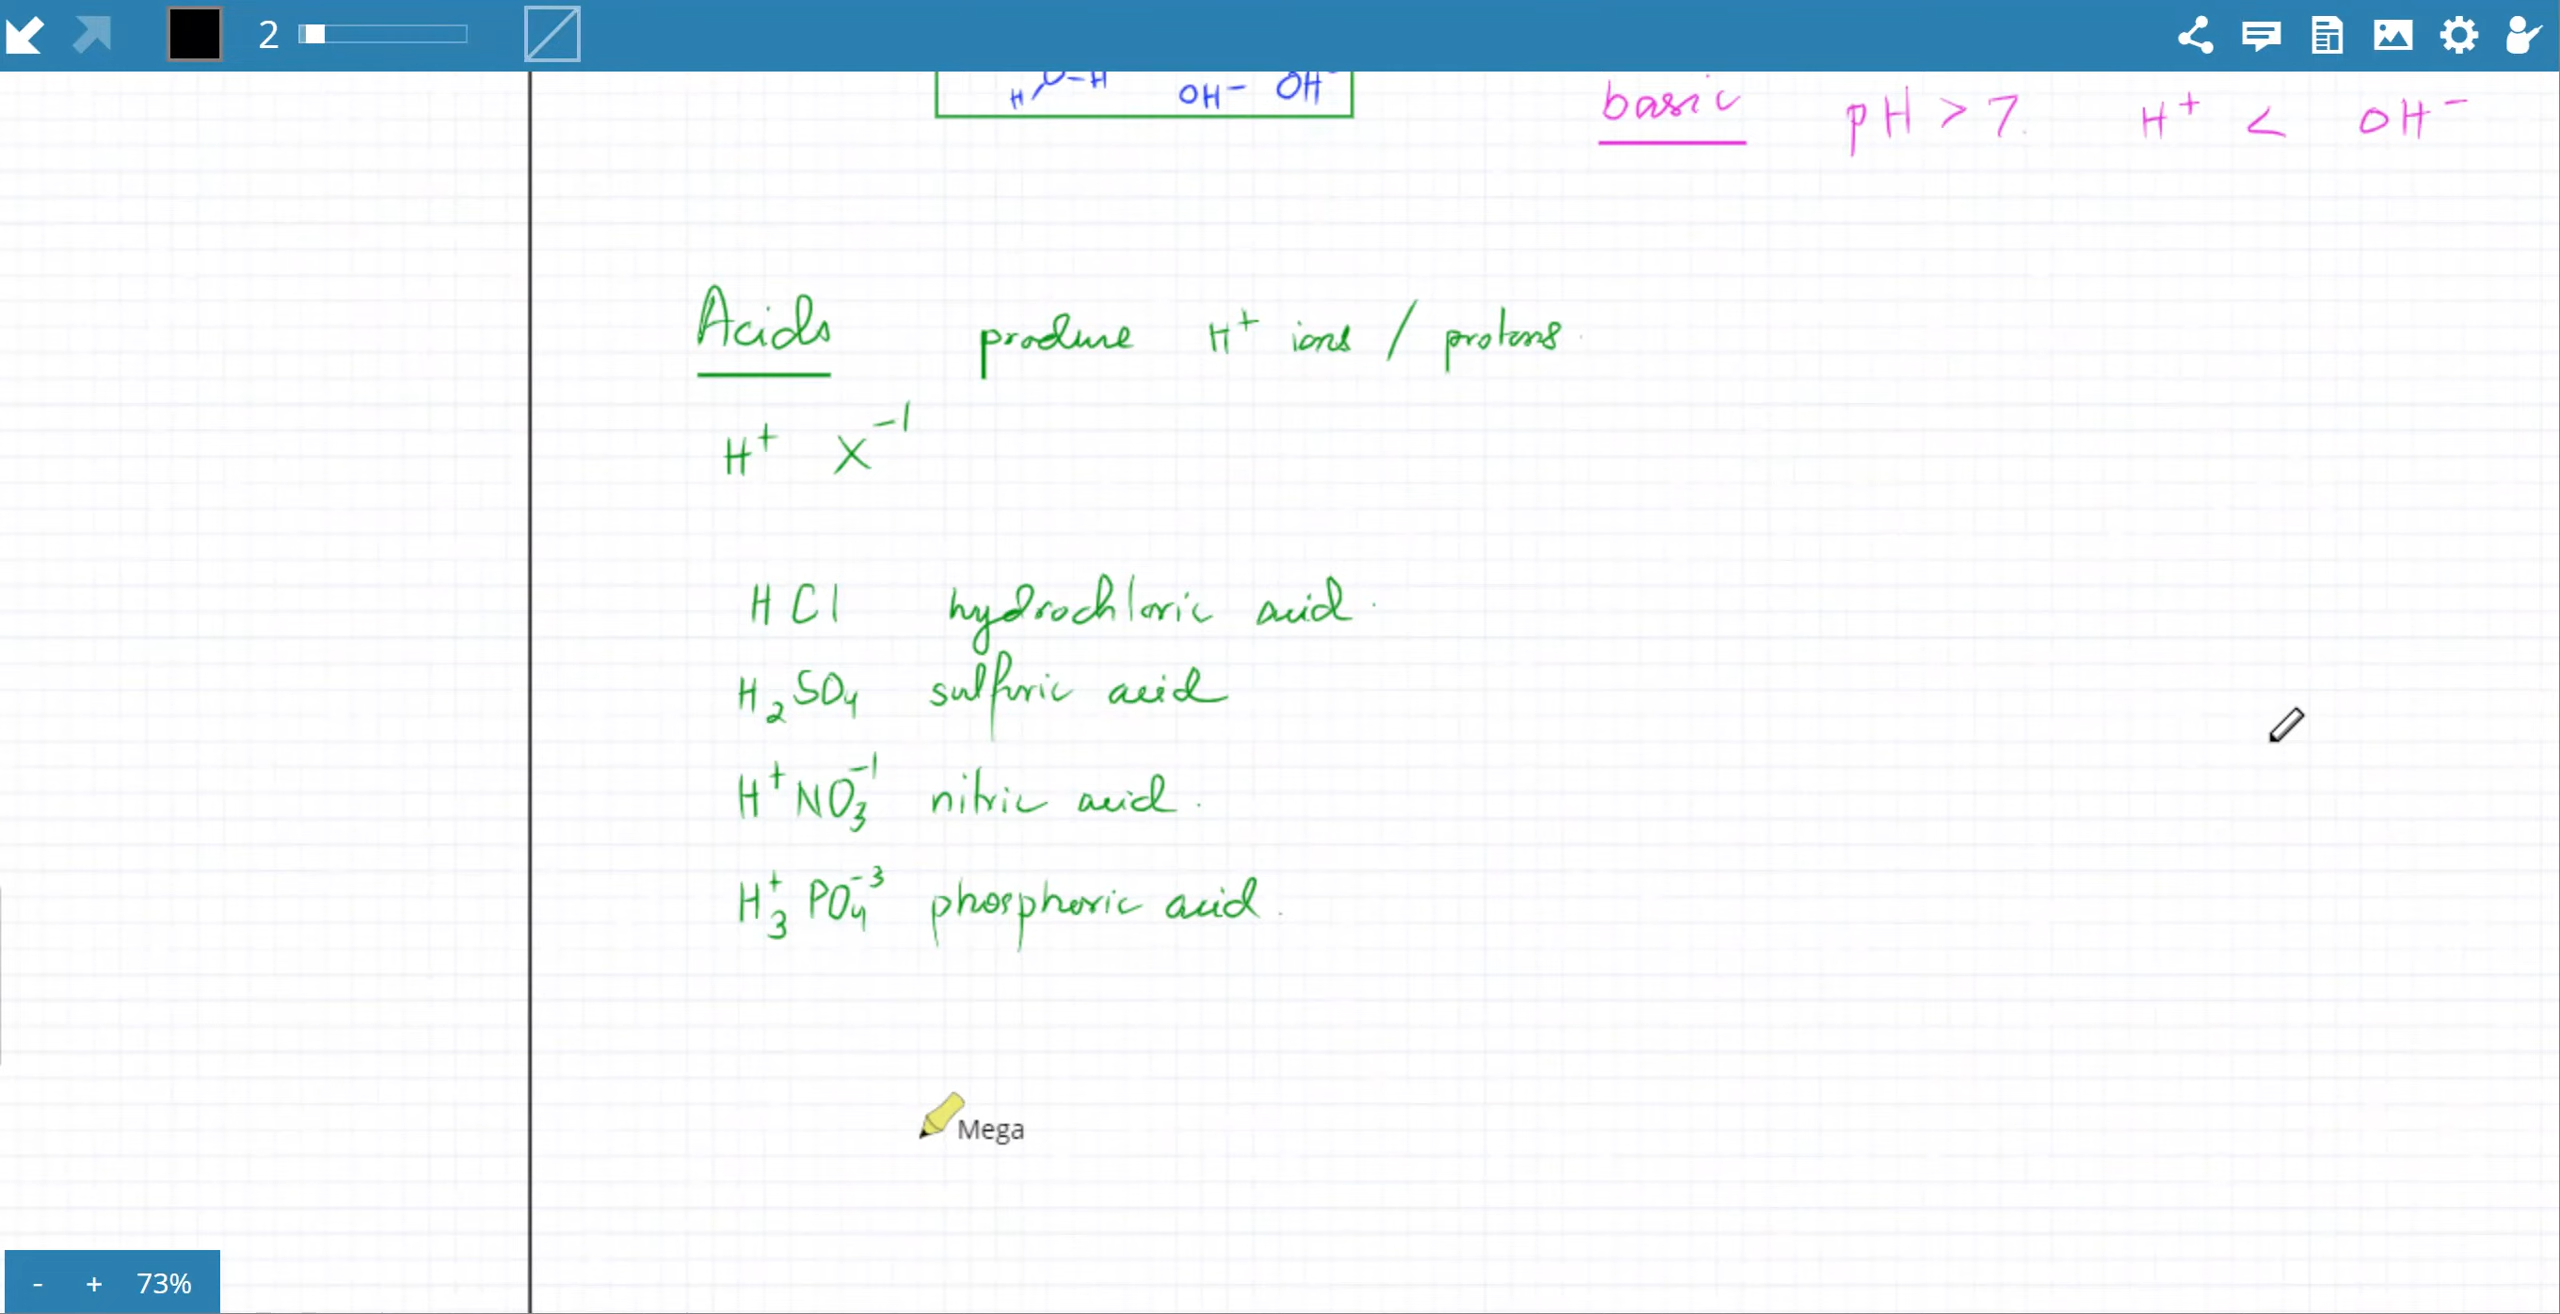 2
H O-H OH⁻ OH⁻
basic pH > 7. H⁺ < OH⁻
Acids produce H⁺ ions / protons.
H⁺ X⁻¹
HCl hydrochloric acid.
H₂SO₄ sulfuric acid
H⁺NO₃⁻¹ nitric acid.
H₃⁺PO₄⁻³ phosphoric acid.
Mega
- + 73%